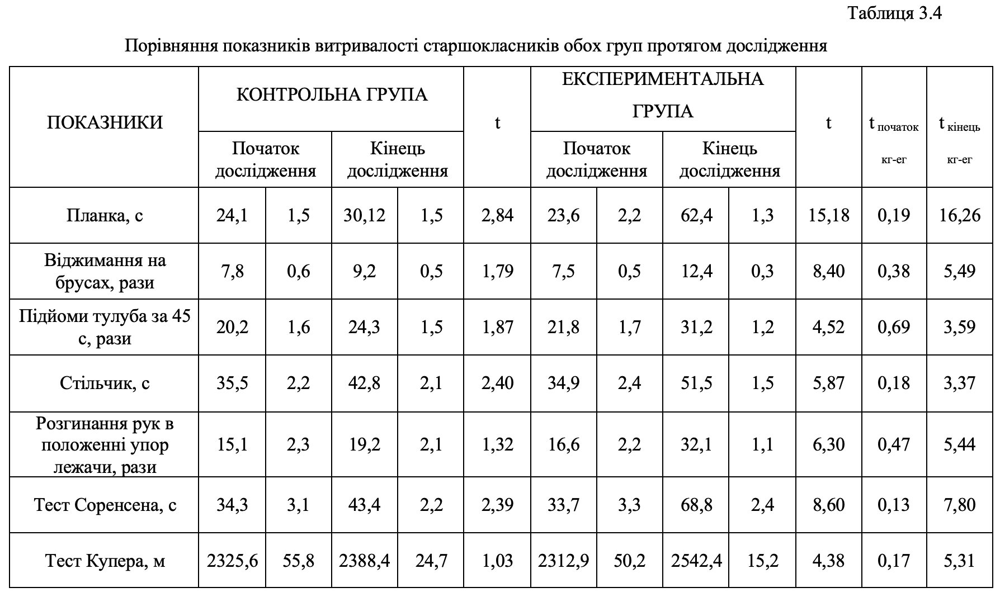 Таблиця 3.4
Порівняння показників витривалості старшокласників обох груп протягом дослідження
ПОКАЗНИКИ
КОНТРОЛЬНА ГРУПА
t
ЕКСПЕРИМЕНТАЛЬНА
ГРУПА
t
t початок
кг-ег
t кінець
кг-ег
Початок
дослідження
Кінець
дослідження
Початок
дослідження
Кінець
дослідження
Планка, с 24,1 1,5 30,12 1,5 2,84 23,6 2,2 62,4 1,3 15,18 0,19 16,26
Віджимання на
брусах, рази
7,8 0,6 9,2 0,5 1,79 7,5 0,5 12,4 0,3 8,40 0,38 5,49
Підйоми тулуба за 45
с, рази
20,2 1,6 24,3 1,5 1,87 21,8 1,7 31,2 1,2 4,52 0,69 3,59
Стільчик, с 35,5 2,2 42,8 2,1 2,40 34,9 2,4 51,5 1,5 5,87 0,18 3,37
Розгинання рук в
положенні упор
лежачи, рази
15,1 2,3 19,2 2,1 1,32 16,6 2,2 32,1 1,1 6,30 0,47 5,44
Тест Соренсена, с 34,3 3,1 43,4 2,2 2,39 33,7 3,3 68,8 2,4 8,60 0,13 7,80
Тест Купера, м 2325,6 55,8 2388,4 24,7 1,03 2312,9 50,2 2542,4 15,2 4,38 0,17 5,31